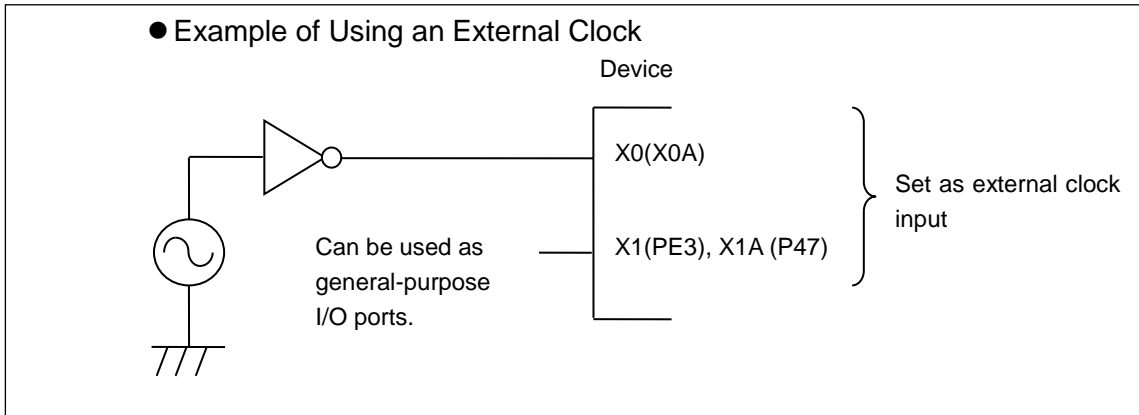 ● Example of Using an External Clock
Device
X0(X0A)
Set as external clock
input
Can be used as
general-purpose
I/O ports.
X1(PE3), X1A (P47)